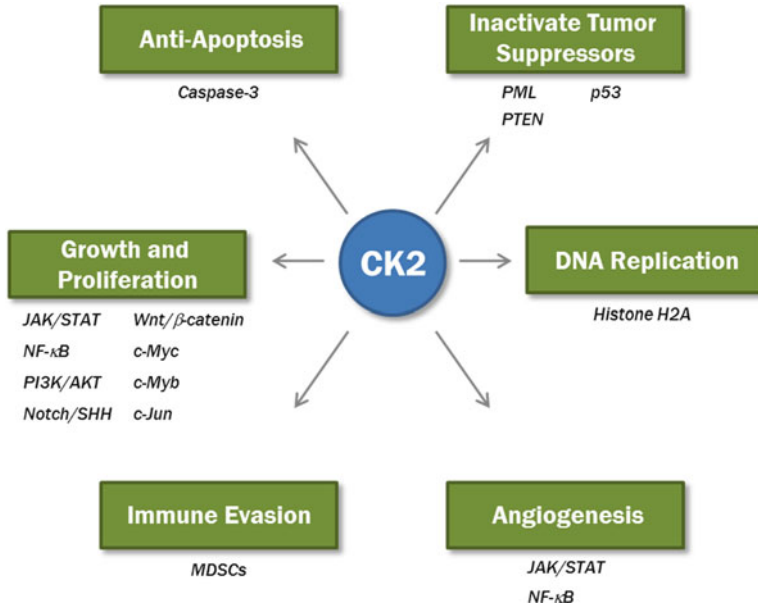 Anti-Apoptosis
Caspase-3
Inactivate Tumor
Suppressors
PML p53
PTEN
Growth and
Proliferation
JAK/STAT Wnt/β-catenin
NF-κB c-Myc
PI3K/AKT c-Myb
Notch/SHH c-Jun
CK2
DNA Replication
Histone H2A
Immune Evasion
MDSCs
Angiogenesis
JAK/STAT
NF-κB